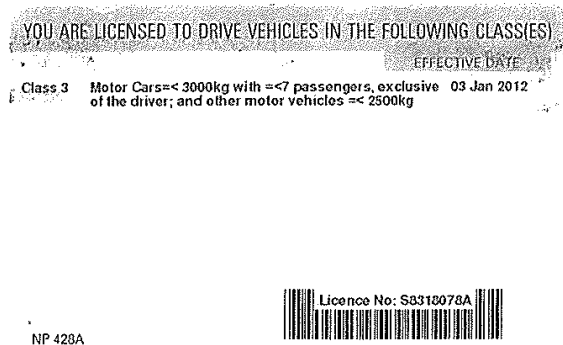 YOU ARE LICENSED TO DRIVE VEHICLES IN THE FOLLOWING CLASS(ES)
EFFECTIVE DATE
Class 3 Motor Cars=< 3000kg with =<7 passengers, exclusive 03 Jan 2012
of the driver; and other motor vehicles =< 2500kg
Licence No: S8318078A
NP 428A